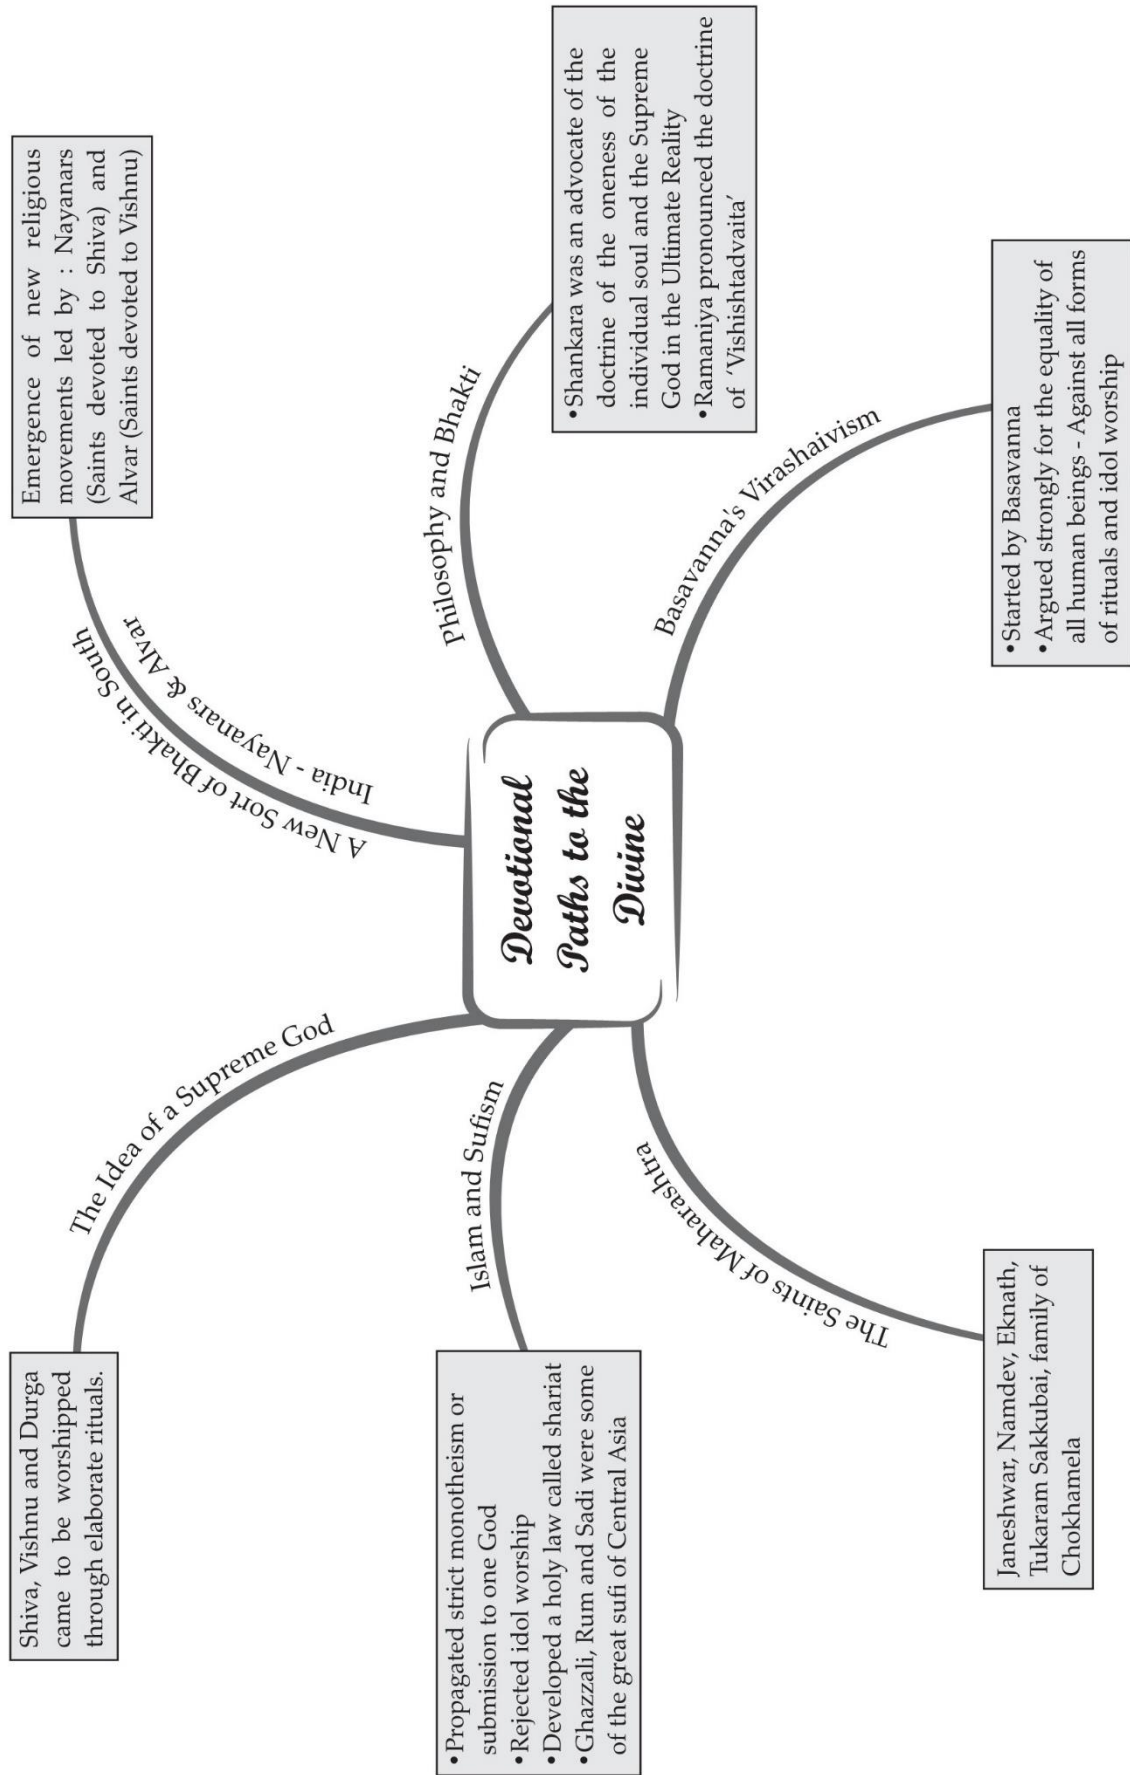 Devotional
Paths to the
Divine
The Idea of a Supreme God
Shiva, Vishnu and Durga
came to be worshipped
through elaborate rituals.
A New Sort of Bhakti in South
India - Nayanars & Alvar
Emergence of new religious
movements led by : Nayanars
(Saints devoted to Shiva) and
Alvar (Saints devoted to Vishnu)
Philosophy and Bhakti
•Shankara was an advocate of the
doctrine of the oneness of the
individual soul and the Supreme
God in the Ultimate Reality
•Ramaniya pronounced the doctrine
of ‘Vishishtadvaita’
Basavanna's Virashaivism
•Started by Basavanna
•Argued strongly for the equality of
all human beings - Against all forms
of rituals and idol worship
The Saints of Maharashtra
Janeshwar, Namdev, Eknath,
Tukaram Sakkubai, family of
Chokhamela
Islam and Sufism
•Propagated strict monotheism or
submission to one God
•Rejected idol worship
•Developed a holy law called shariat
•Ghazzali, Rum and Sadi were some
of the great sufi of Central Asia